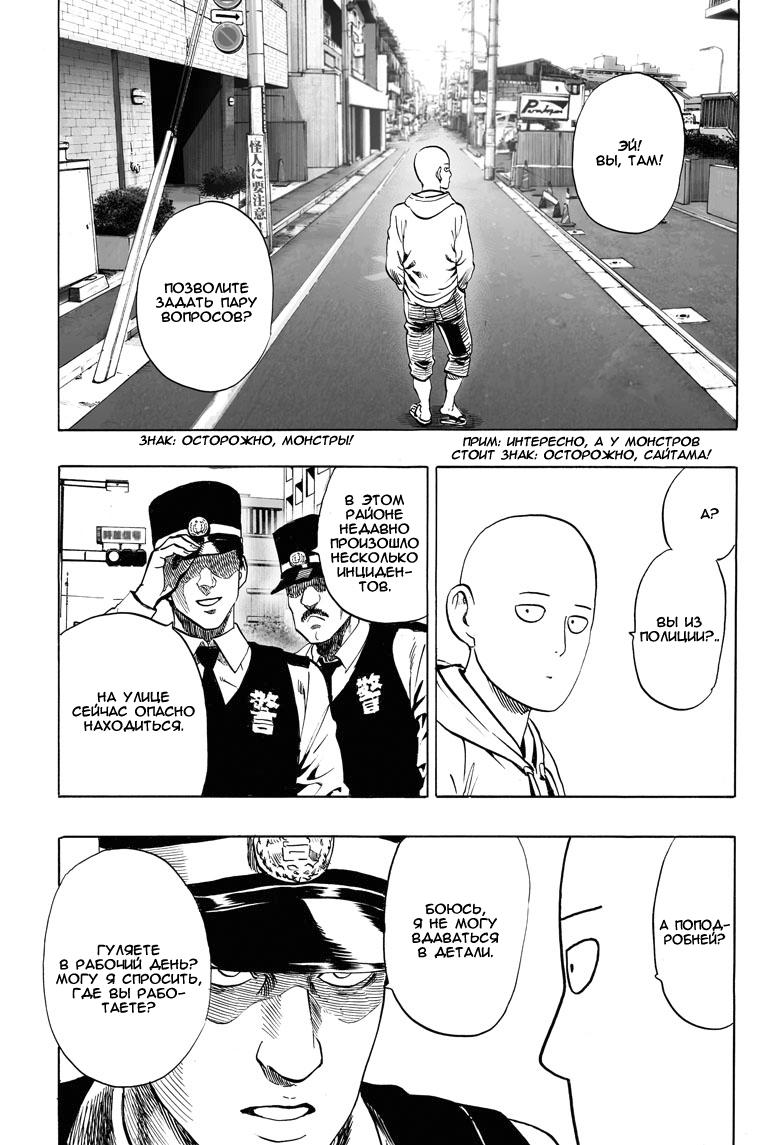 ЭЙ!
ВЫ, ТАМ!
怪人に要注意!
ПОЗВОЛИТЕ
ЗАДАТЬ ПАРУ
ВОПРОСОВ?
ЗНАК: ОСТОРОЖНО, МОНСТРЫ!
ПРИМ: ИНТЕРЕСНО, А У МОНСТРОВ
СТОИТ ЗНАК: ОСТОРОЖНО, САЙТАМА!
А?
ВЫ ИЗ
ПОЛИЦИИ?..
В ЭТОМ
РАЙОНЕ
НЕДАВНО
ПРОИЗОШЛО
НЕСКОЛЬКО
ИНЦИДЕН-
ТОВ.
警
警
НА УЛИЦЕ
СЕЙЧАС ОПАСНО
НАХОДИТЬСЯ.
А ПОПОД-
РОБНЕЙ?
БОЮСЬ,
Я НЕ МОГУ
ВДАВАТЬСЯ
В ДЕТАЛИ.
ГУЛЯЕТЕ
В РАБОЧИЙ ДЕНЬ?
МОГУ Я СПРОСИТЬ,
ГДЕ ВЫ РАБО-
ТАЕТЕ?